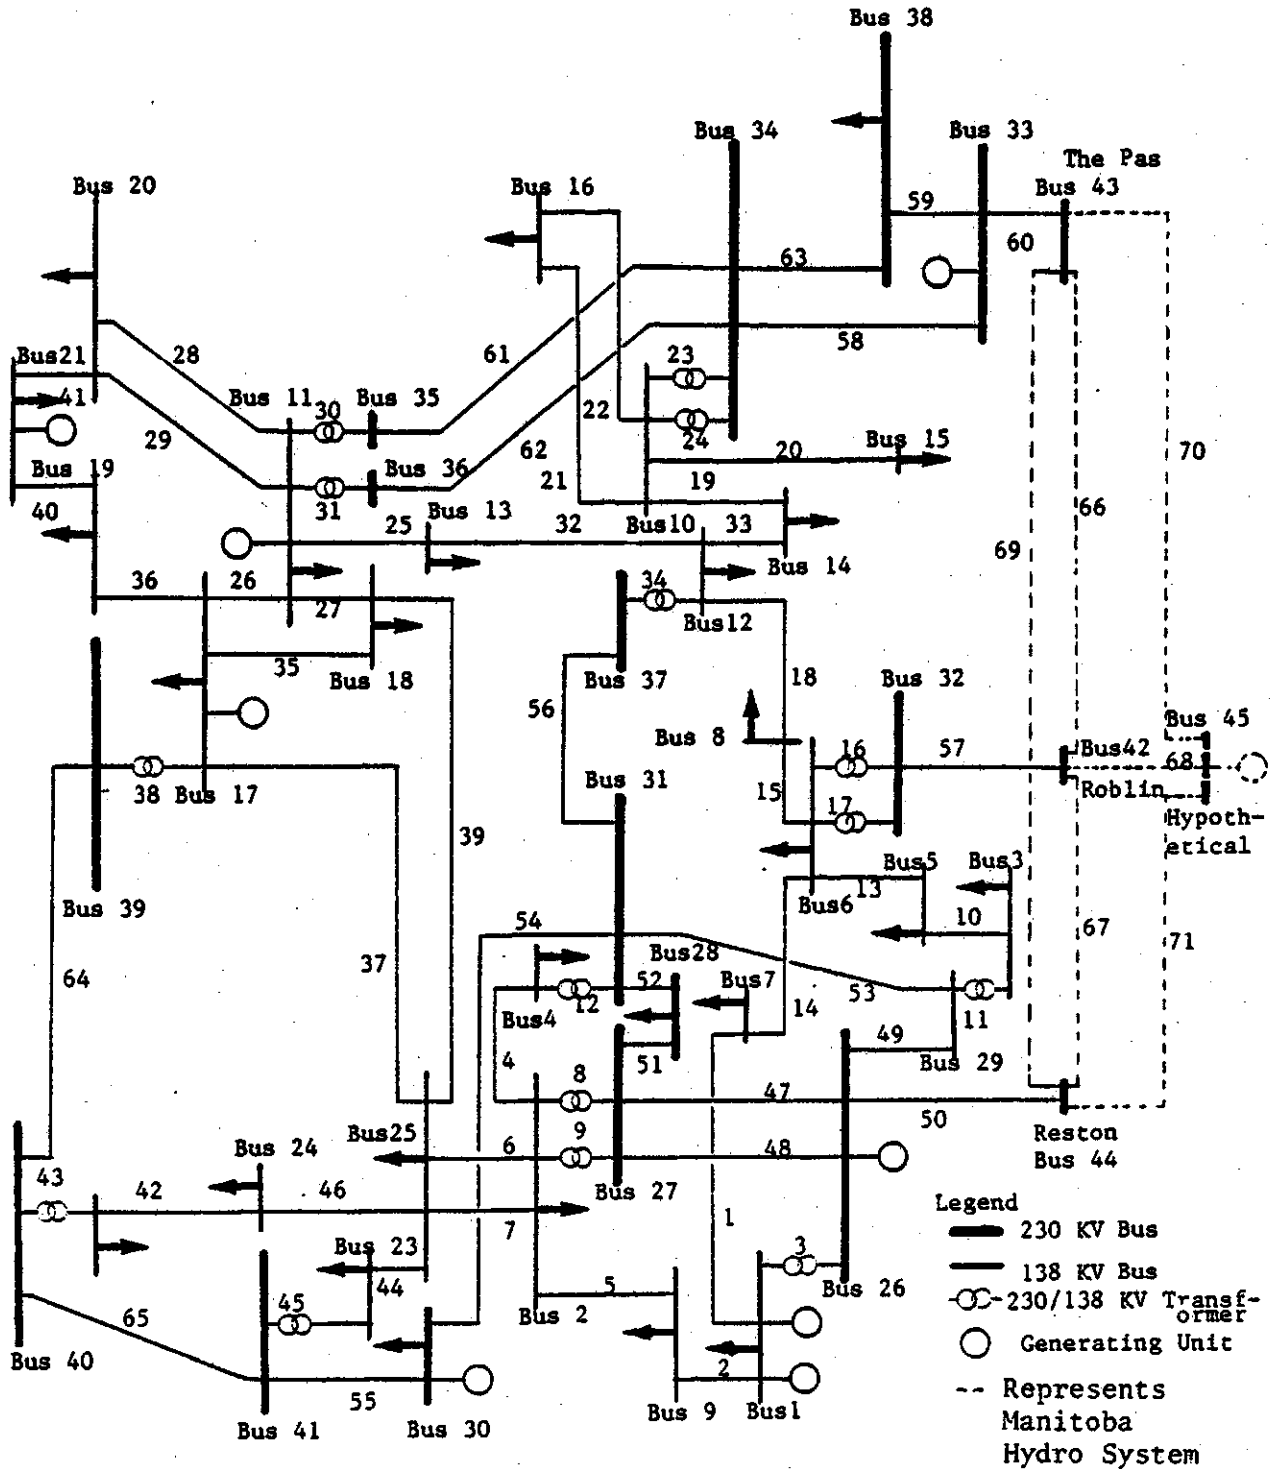 Bus 38
Bus 34
Bus 33
The Pas
Bus 43
Bus 20
Bus 16
59
60
63
58
Bus21
28
61
23
41
Bus 11
30
Bus 35
22
24
29
62
20
Bus 15
70
Bus 19
31
Bus 36
21
19
66
40
Bus 13
25
32
Bus10
33
69
Bus 14
36
26
27
34
Bus12
35
Bus 18
Bus 37
18
Bus 32
56
Bus 8
16
57
Bus42
Bus 45
68
38
Bus 17
Bus 31
15
17
Roblin
Hypoth-
etical
39
Bus5
Bus3
13
Bus 39
Bus6
10
54
67
71
Bus28
64
37
52
Bus7
53
12
Bus4
14
11
49
Bus 29
4
51
8
47
50
9
Bus 24
Bus25
6
48
Reston
Bus 44
43
42
46
Bus 27
7
1
Legend
230 KV Bus
Bus 23
3
138 KV Bus
44
5
Bus 26
45
Bus 2
230/138 KV Transf-
ormer
65
Generating Unit
Bus 40
2
55
-- Represents
Bus 9
Bus1
Manitoba
Bus 41
Bus 30
Hydro System